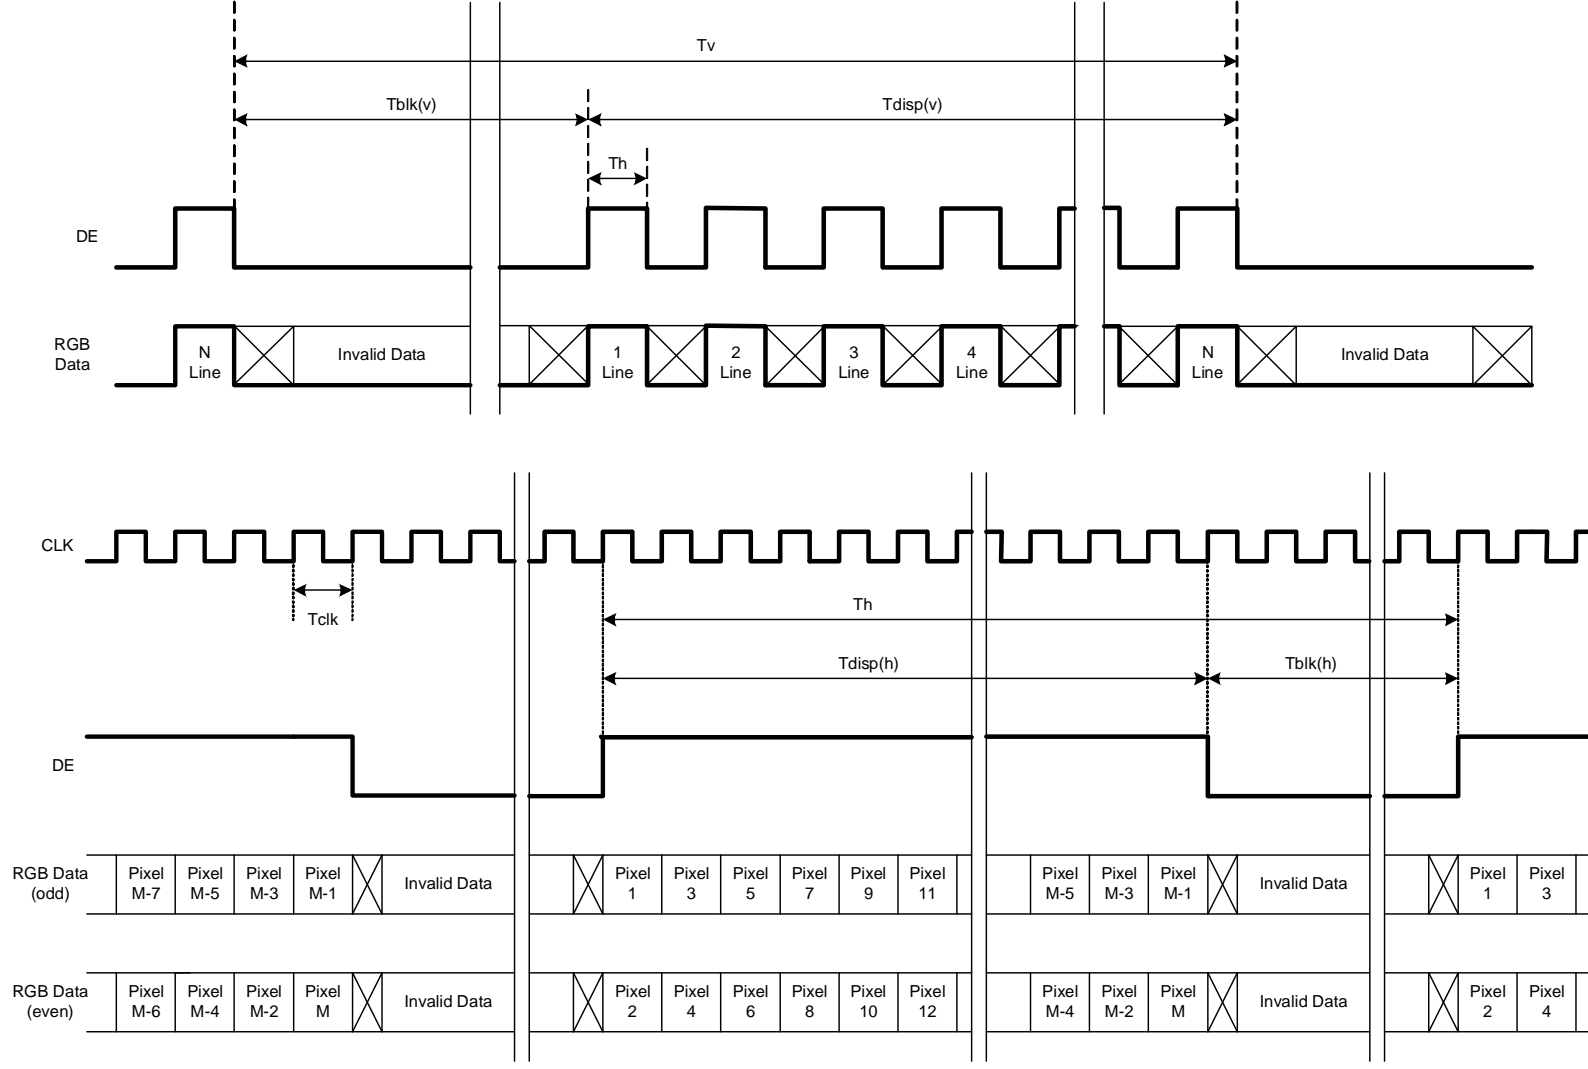 Tv
Tblk(v)
Tdisp(v)
Th
DE
RGB
Data
N
Line
Invalid Data
1
Line
2
Line
3
Line
4
Line
N
Line
Invalid Data
CLK
Tclk
Th
Tdisp(h)
Tblk(h)
DE
RGB Data
(odd)
Pixel
M-7
Pixel
M-5
Pixel
M-3
Pixel
M-1
Invalid Data
Pixel
1
Pixel
3
Pixel
5
Pixel
7
Pixel
9
Pixel
11
Pixel
M-5
Pixel
M-3
Pixel
M-1
Invalid Data
Pixel
1
Pixel
3
RGB Data
(even)
Pixel
M-6
Pixel
M-4
Pixel
M-2
Pixel
M
Invalid Data
Pixel
2
Pixel
4
Pixel
6
Pixel
8
Pixel
10
Pixel
12
Pixel
M-4
Pixel
M-2
Pixel
M
Invalid Data
Pixel
2
Pixel
4